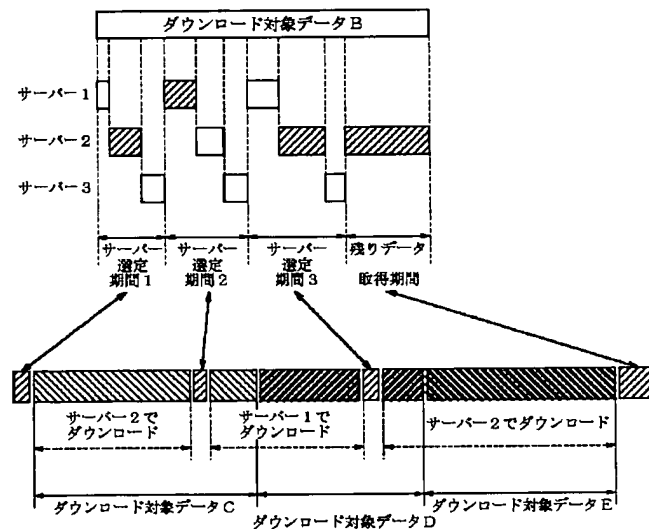 ダウンロード対象データB
サーバー1
サーバー2
サーバー3
サーバー サーバー サーバー 残りデータ
選定 選定 選定
期間1 期間2 期間3 取得期間
サーバー2で サーバー1で サーバー2でダウンロード
ダウンロード ダウンロード
ダウンロード対象データC ダウンロード対象データE
ダウンロード対象データD